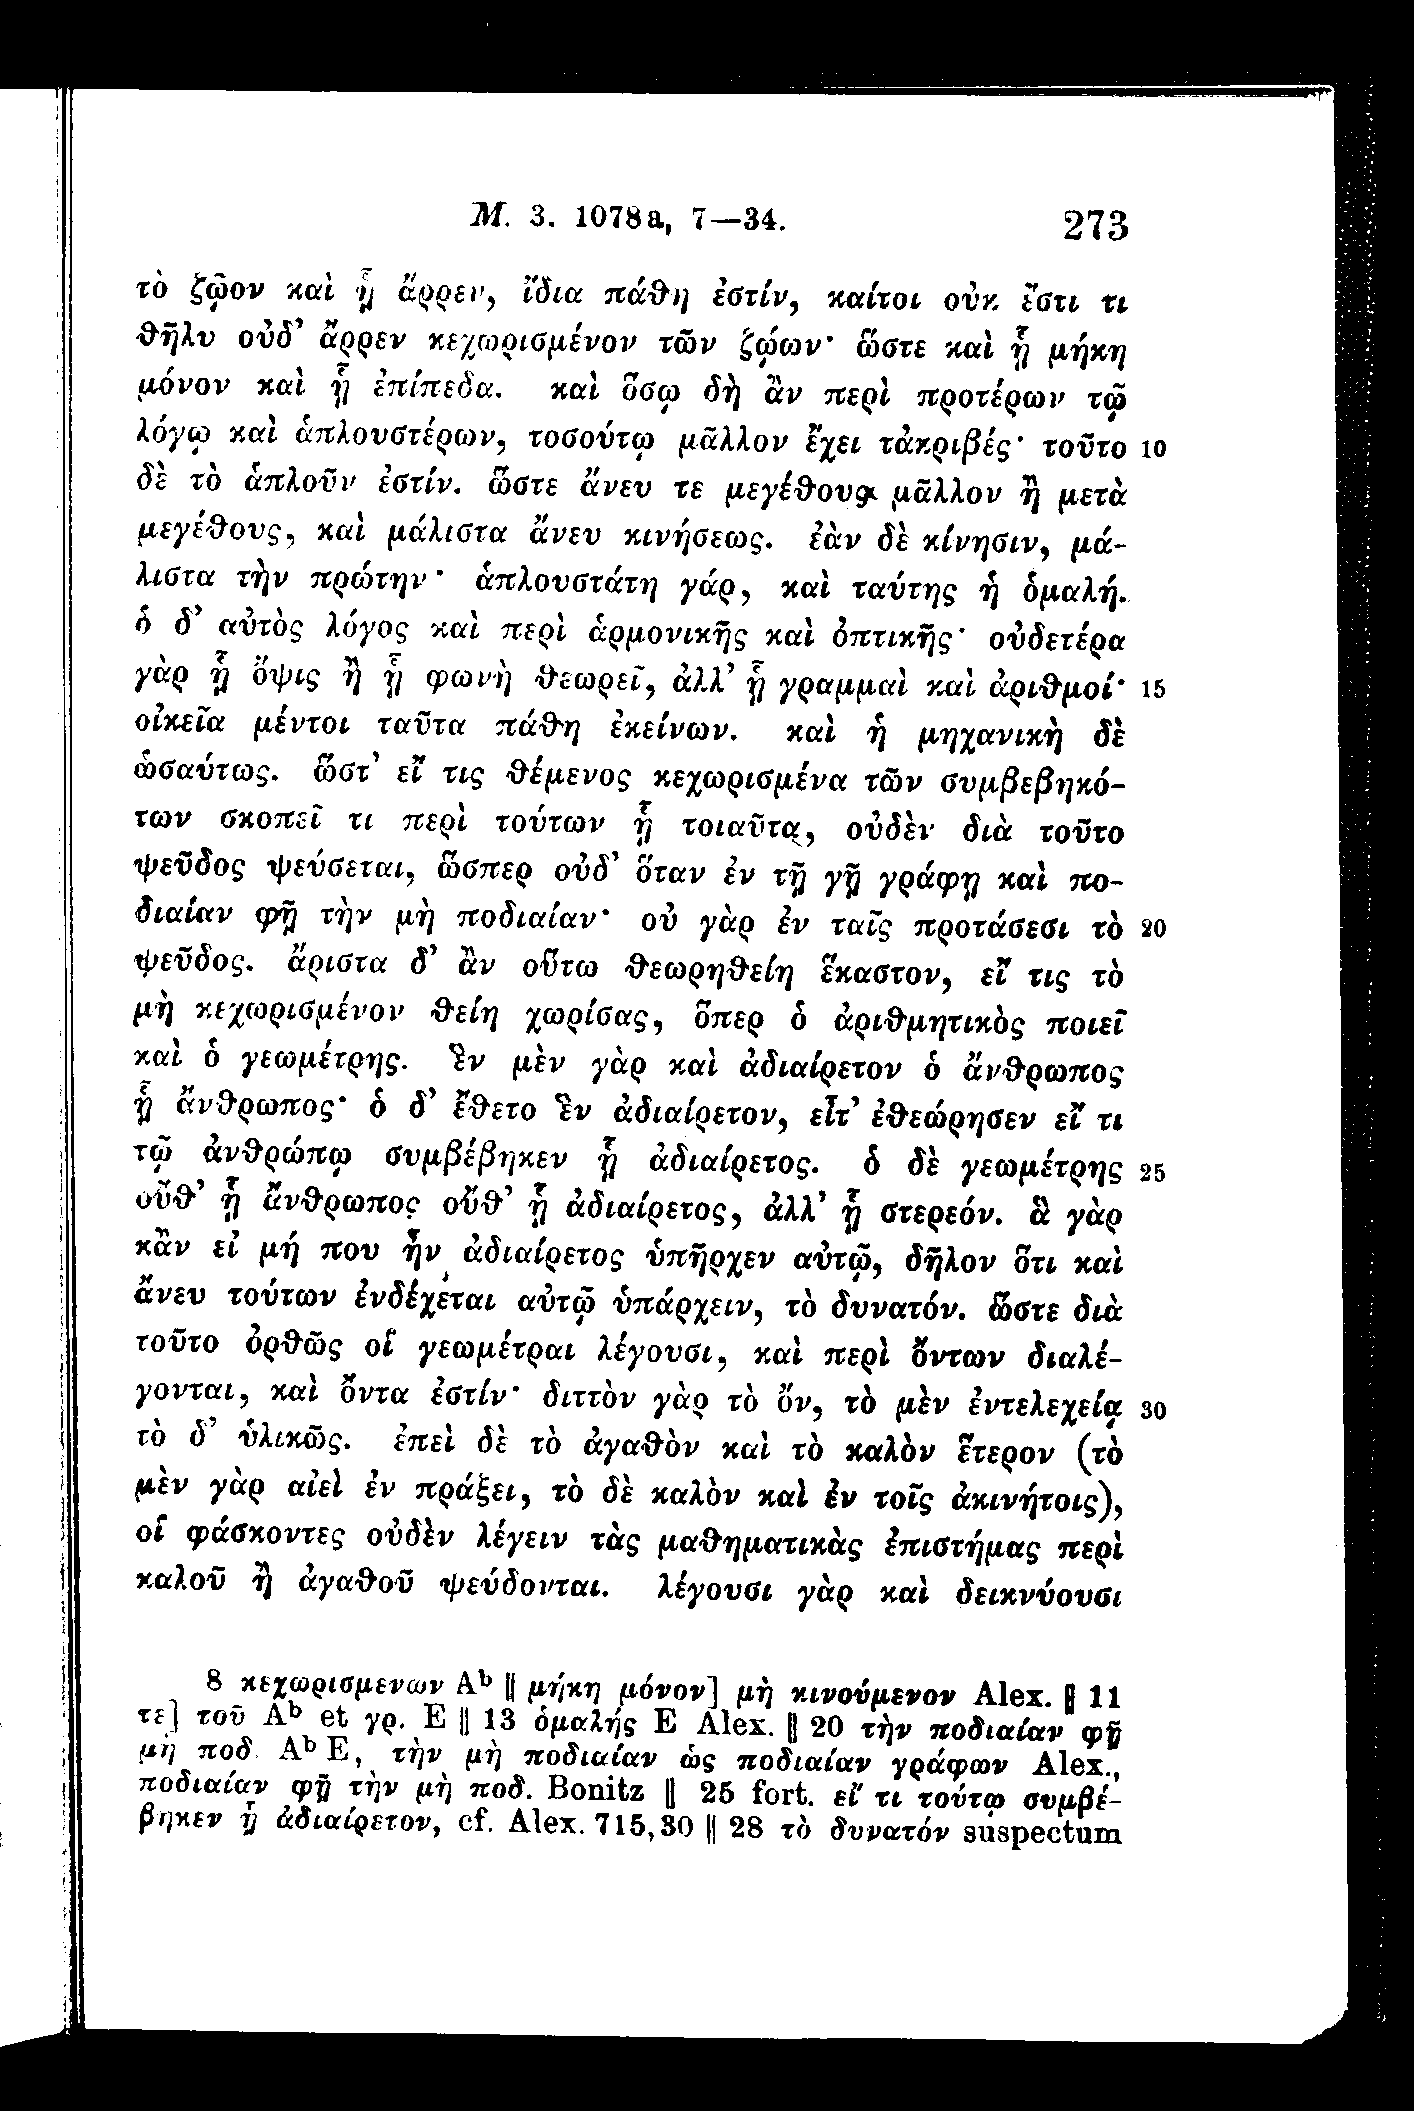 M. 3. 1078a, 7—34. 273
τὸ ζῷον καὶ ᾗ ἄρρεν, ἴδια πάθη ἐστίν, καίτοι οὐκ ἔστι τι
θῆλυ οὐδ’ ἄρρεν κεχωρισμένον τῶν ζῴων· ὥστε καὶ ᾗ μήκη
μόνον καὶ ᾗ ἐπίπεδα. καὶ ὅσῳ δὴ ἂν περὶ προτέρων τῷ
λόγῳ καὶ ἁπλουστέρων, τοσούτῳ μᾶλλον ἔχει τἀκριβές· τοῦτο 10
δὲ τὸ ἁπλοῦν ἐστίν. ὥστε ἄνευ τε μεγέθους μᾶλλον ἢ μετὰ
μεγέθους, καὶ μάλιστα ἄνευ κινήσεως. ἐὰν δὲ κίνησιν, μά-
λιστα τὴν πρώτην· ἁπλουστάτη γάρ, καὶ ταύτης ἡ ὁμαλή.
ὁ δ’ αὐτὸς λόγος καὶ περὶ ἁρμονικῆς καὶ ὀπτικῆς· οὐδετέρα
γὰρ ᾗ ὄψις ἢ ᾗ φωνὴ θεωρεῖ, ἀλλ’ ᾗ γραμμαὶ καὶ ἀριθμοί· 15
οἰκεῖα μέντοι ταῦτα πάθη ἐκείνων. καὶ ἡ μηχανικὴ δὲ
ὡσαύτως. ὥστ’ εἴ τις θέμενος κεχωρισμένα τῶν συμβεβηκό-
των σκοπεῖ τι περὶ τούτων ᾗ τοιαῦτα, οὐδὲν διὰ τοῦτο
ψεῦδος ψεύσεται, ὥσπερ οὐδ’ ὅταν ἐν τῇ γῇ γράφῃ καὶ πο-
διαίαν φῇ τὴν μὴ ποδιαίαν· οὐ γὰρ ἐν ταῖς προτάσεσι τὸ 20
ψεῦδος. ἄριστα δ’ ἂν οὕτω θεωρηθείη ἕκαστον, εἴ τις τὸ
μὴ κεχωρισμένον θείη χωρίσας, ὅπερ ὁ ἀριθμητικὸς ποιεῖ
καὶ ὁ γεωμέτρης. ἓν μὲν γὰρ καὶ ἀδιαίρετον ὁ ἄνθρωπος
ᾗ ἄνθρωπος· ὁ δ’ ἔθετο ἓν ἀδιαίρετον, εἶτ’ ἐθεώρησεν εἴ τι
τῷ ἀνθρώπῳ συμβέβηκεν ᾗ ἀδιαίρετος. ὁ δὲ γεωμέτρης 25
οὔθ’ ᾗ ἄνθρωπος οὔθ’ ᾗ ἀδιαίρετος, ἀλλ’ ᾗ στερεόν. ἃ γὰρ
κἂν εἰ μή που ἦν ἀδιαίρετος ὑπῆρχεν αὐτῷ, δῆλον ὅτι καὶ
ἄνευ τούτων ἐνδέχεται αὐτῷ ὑπάρχειν, τὸ δυνατόν. ὥστε διὰ
τοῦτο ὀρθῶς οἱ γεωμέτραι λέγουσι, καὶ περὶ ὄντων διαλέ-
γονται, καὶ ὄντα ἐστίν· διττὸν γὰρ τὸ ὄν, τὸ μὲν ἐντελεχείᾳ 30
τὸ δ’ ὑλικῶς. ἐπεὶ δὲ τὸ ἀγαθὸν καὶ τὸ καλὸν ἕτερον (τὸ
μὲν γὰρ αἰεὶ ἐν πράξει, τὸ δὲ καλὸν καὶ ἐν τοῖς ἀκινήτοις),
οἱ φάσκοντες οὐδὲν λέγειν τὰς μαθηματικὰς ἐπιστήμας περὶ
καλοῦ ἢ ἀγαθοῦ ψεύδονται. λέγουσι γὰρ καὶ δεικνύουσι
8 κεχωρισμενων Aᵇ || μήκη μόνον] μὴ κινούμενον Alex. || 11
τε] τοῦ Aᵇ et γρ. E || 13 ὁμαλής E Alex. || 20 τὴν ποδιαίαν φῇ
μὴ ποδ. Aᵇ E, τὴν μὴ ποδιαίαν ὡς ποδιαίαν γράφων Alex.,
ποδιαίαν φῇ τὴν μὴ ποδ. Bonitz || 25 fort. εἴ τι τούτῳ συμβέ-
βηκεν ᾗ ἀδιαίρετον, cf. Alex. 715,30 || 28 τὸ δυνατόν suspectum